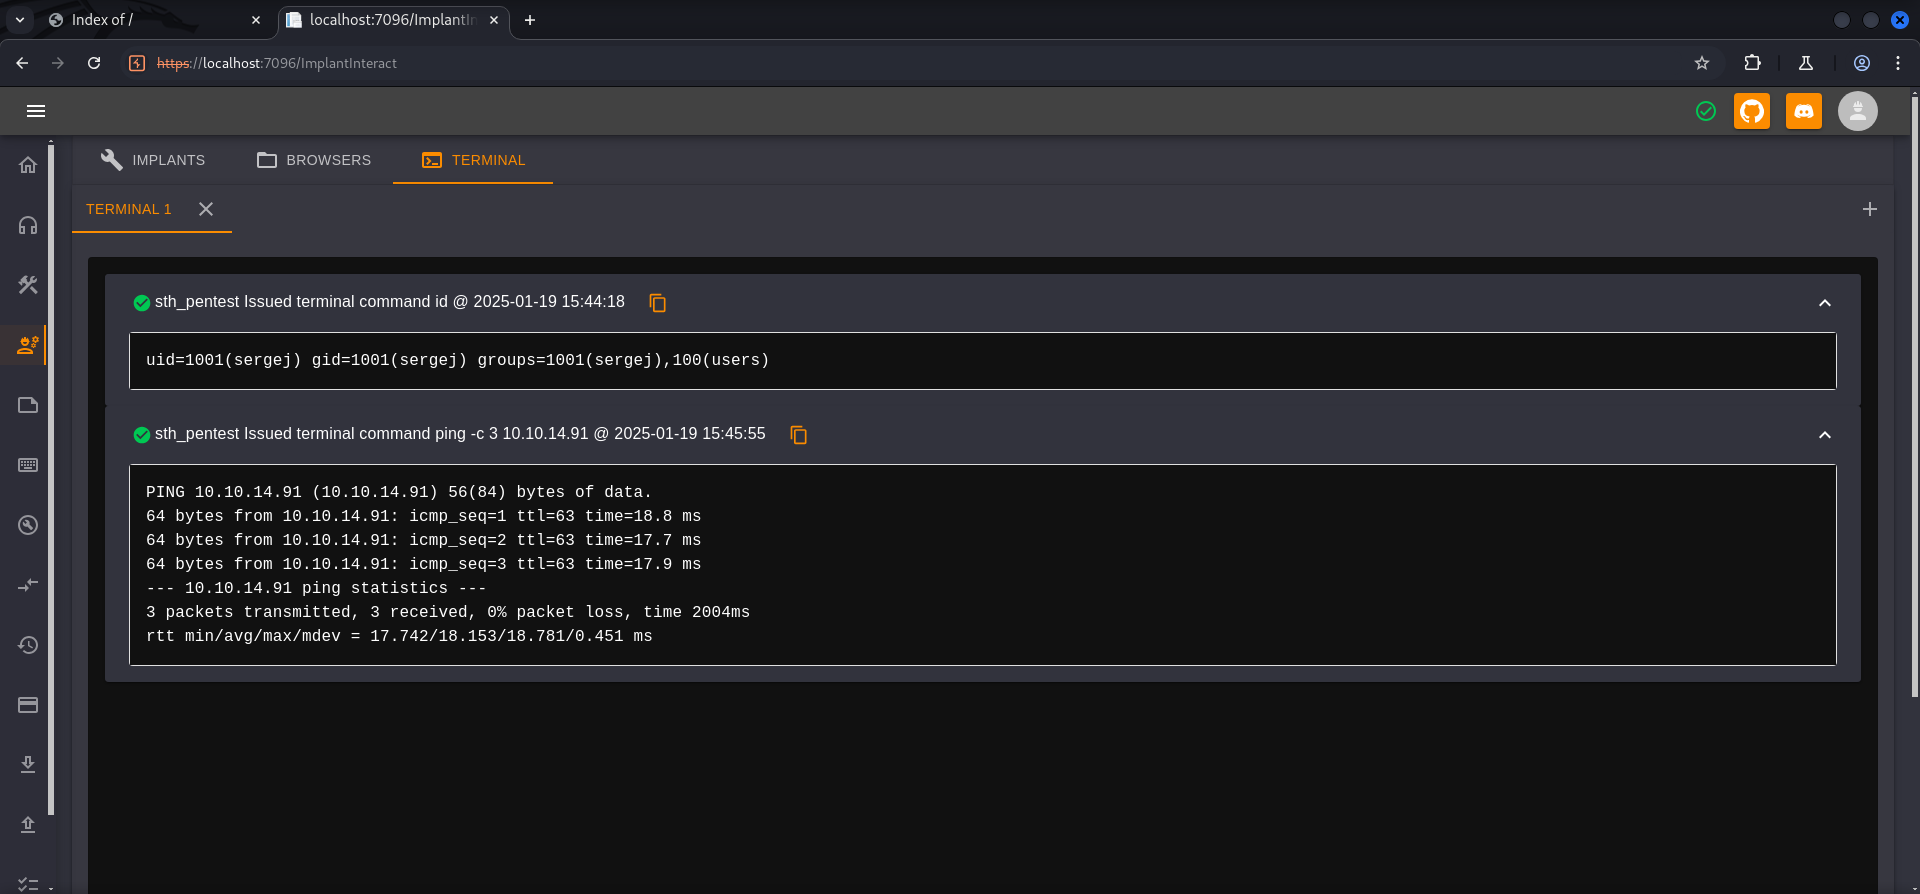 Index of /
localhost:7096/ImplantIn
https://localhost:7096/ImplantInteract
IMPLANTS
BROWSERS
TERMINAL
TERMINAL 1
sth_pentest Issued terminal command id @ 2025-01-19 15:44:18
uid=1001(sergej) gid=1001(sergej) groups=1001(sergej),100(users)
sth_pentest Issued terminal command ping -c 3 10.10.14.91 @ 2025-01-19 15:45:55
PING 10.10.14.91 (10.10.14.91) 56(84) bytes of data.
64 bytes from 10.10.14.91: icmp_seq=1 ttl=63 time=18.8 ms
64 bytes from 10.10.14.91: icmp_seq=2 ttl=63 time=17.7 ms
64 bytes from 10.10.14.91: icmp_seq=3 ttl=63 time=17.9 ms
--- 10.10.14.91 ping statistics ---
3 packets transmitted, 3 received, 0% packet loss, time 2004ms
rtt min/avg/max/mdev = 17.742/18.153/18.781/0.451 ms